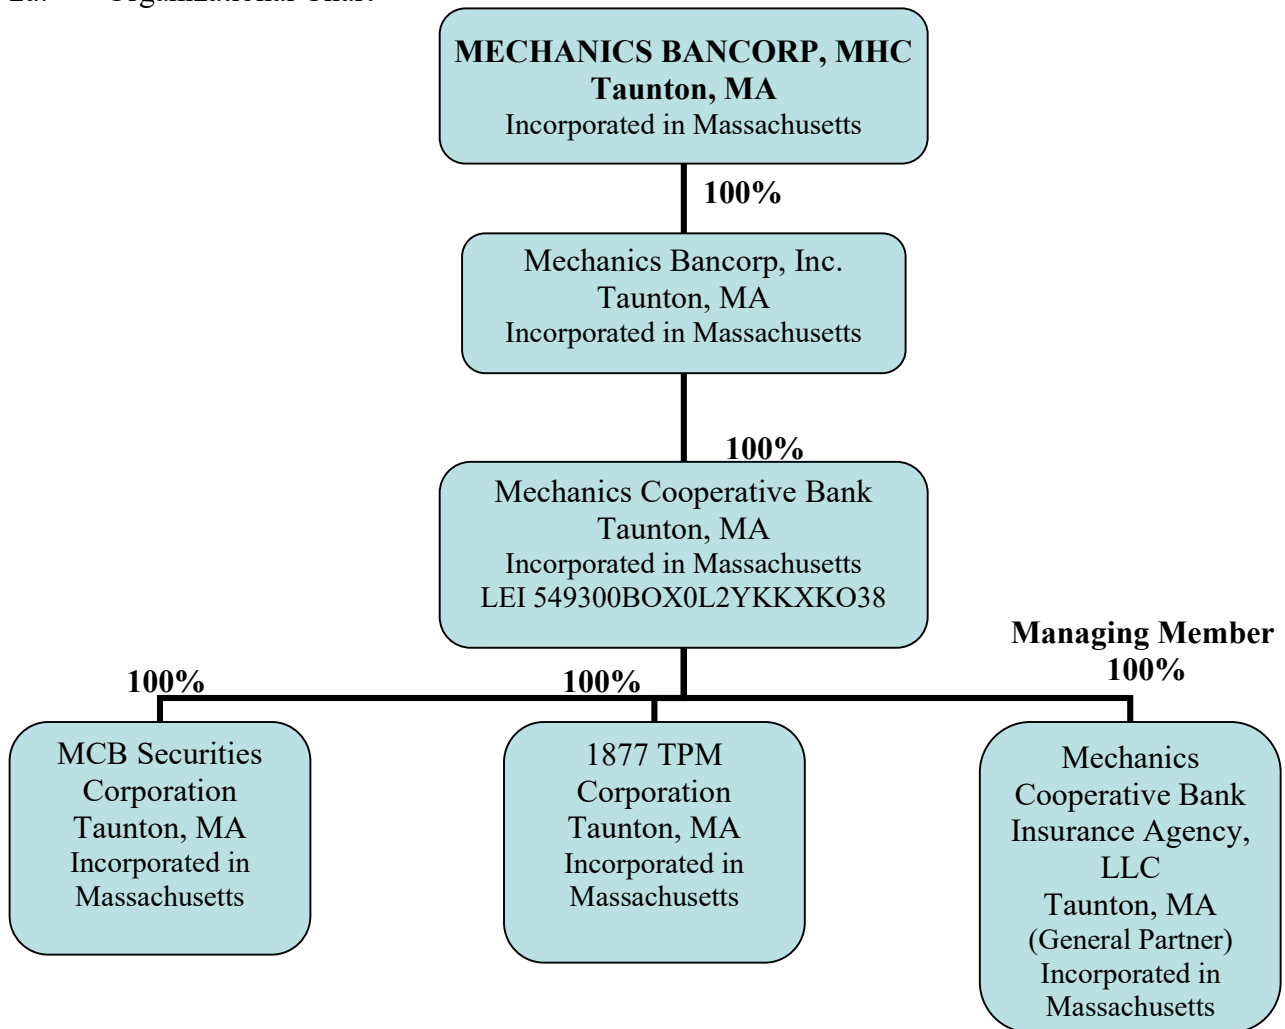 2a. Organizational Chart
MECHANICS BANCORP, MHC
Taunton, MA
Incorporated in Massachusetts
100%
Mechanics Bancorp, Inc.
Taunton, MA
Incorporated in Massachusetts
100%
Mechanics Cooperative Bank
Taunton, MA
Incorporated in Massachusetts
LEI 549300BOX0L2YKKXKO38
Managing Member
100%
100%
100%
MCB Securities
Corporation
Taunton, MA
Incorporated in
Massachusetts
1877 TPM
Corporation
Taunton, MA
Incorporated in
Massachusetts
Mechanics
Cooperative Bank
Insurance Agency,
LLC
Taunton, MA
(General Partner)
Incorporated in
Massachusetts